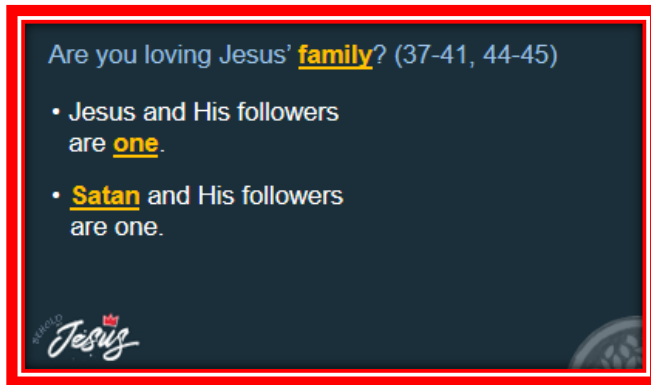 Are you loving Jesus’ family? (37-41, 44-45)
• Jesus and His followers
are one.
• Satan and His followers
are one.
BEHOLD
Jesus